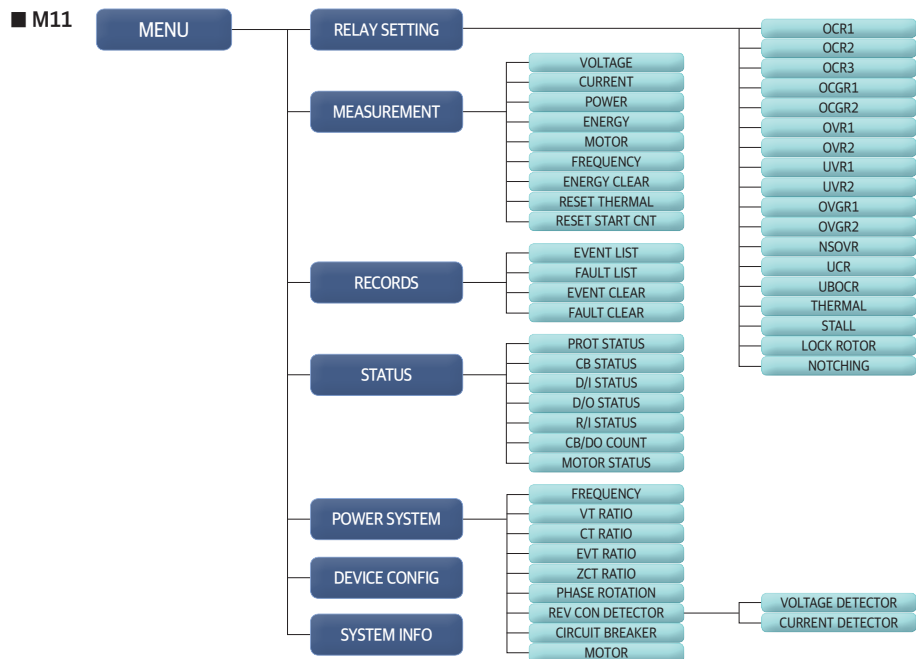 ■ M11
MENU
RELAY SETTING
OCR1
OCR2
OCR3
OCGR1
OCGR2
OVR1
OVR2
UVR1
UVR2
OVGR1
OVGR2
NSOVR
UCR
UBOCR
THERMAL
STALL
LOCK ROTOR
NOTCHING
MEASUREMENT
VOLTAGE
CURRENT
POWER
ENERGY
MOTOR
FREQUENCY
ENERGY CLEAR
RESET THERMAL
RESET START CNT
RECORDS
EVENT LIST
FAULT LIST
EVENT CLEAR
FAULT CLEAR
STATUS
PROT STATUS
CB STATUS
D/I STATUS
D/O STATUS
R/I STATUS
CB/DO COUNT
MOTOR STATUS
POWER SYSTEM
FREQUENCY
VT RATIO
CT RATIO
EVT RATIO
ZCT RATIO
PHASE ROTATION
REV CON DETECTOR
VOLTAGE DETECTOR
CURRENT DETECTOR
CIRCUIT BREAKER
MOTOR
DEVICE CONFIG
SYSTEM INFO